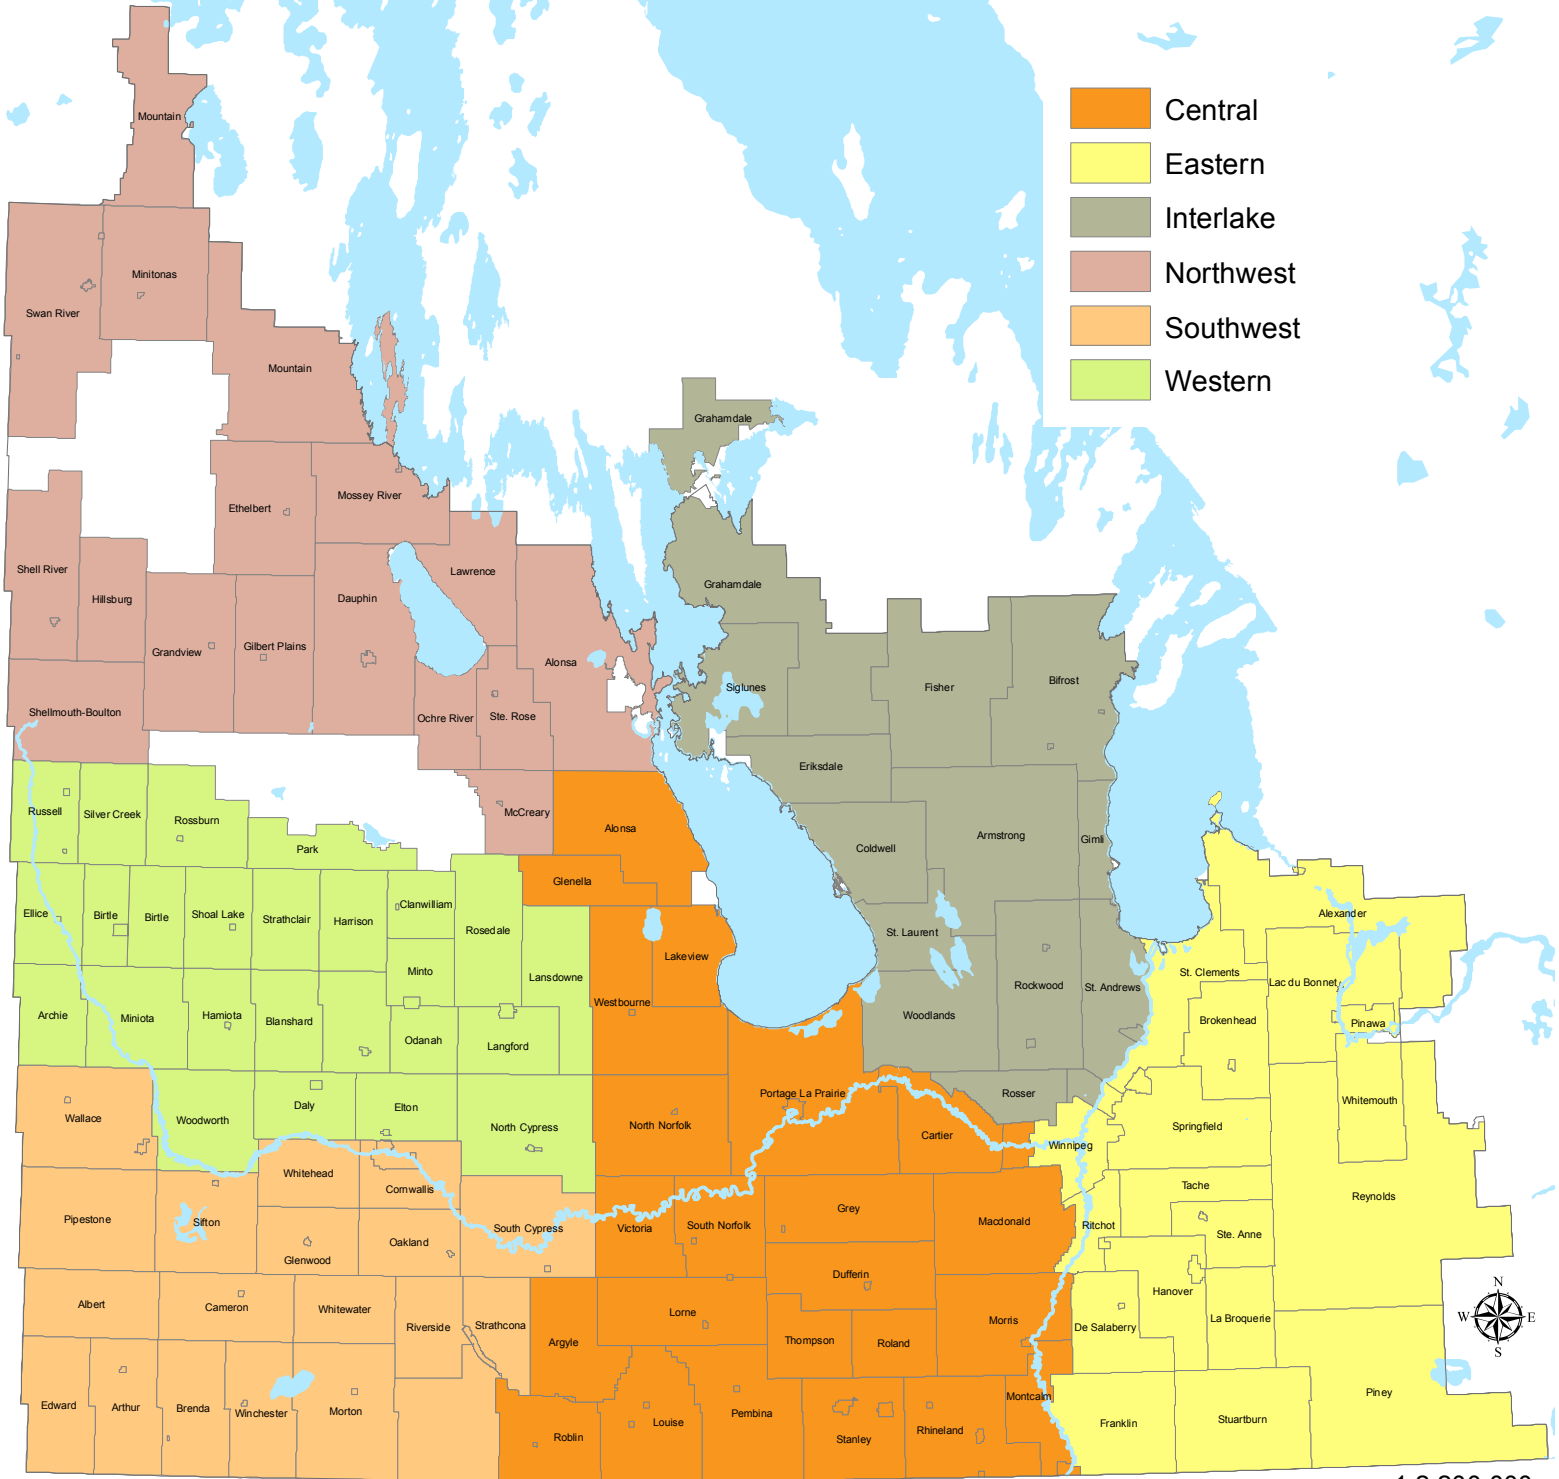 Central
Eastern
Interlake
Northwest
Southwest
Western
Mountain
Minitonas
Swan River
Mountain
Grahamdale
Mossey River
Ethelbert
Shell River
Lawrence
Grahamdale
Hillsburg
Dauphin
Grandview
Gilbert Plains
Alonsa
Siglunes
Fisher
Bifrost
Shellmouth-Boulton
Ochre River
Ste. Rose
Eriksdale
Russell
Silver Creek
Rossburn
McCreary
Alonsa
Park
Coldwell
Armstrong
Gimli
Glenella
Ellice
Birtle
Birtle
Shoal Lake
Strathclair
Harrison
Clanwilliam
Rosedale
St. Laurent
Alexander
Lakeview
Minto
Lansdowne
St. Clements
Lac du Bonnet
Rockwood
St. Andrews
Westbourne
Archie
Miniota
Hamiota
Blanshard
Woodlands
Brokenhead
Pinawa
Odanah
Langford
Portage La Prairie
Rosser
Whitemouth
Wallace
Woodworth
Daly
Elton
North Cypress
North Norfolk
Cartier
Winnipeg
Springfield
Whitehead
Cornwallis
Tache
Reynolds
Pipestone
Sifton
Oakland
South Cypress
Victoria
South Norfolk
Grey
Macdonald
Ritchot
Ste. Anne
Glenwood
Dufferin
Hanover
N
Albert
Cameron
Whitewater
Riverside
Strathcona
Lorne
Morris
De Salaberry
La Broquerie
W
E
Argyle
Thompson
Roland
S
Edward
Arthur
Brenda
Winchester
Morton
Roblin
Louise
Pembina
Stanley
Rhineland
Montcalm
Franklin
Stuartburn
Piney